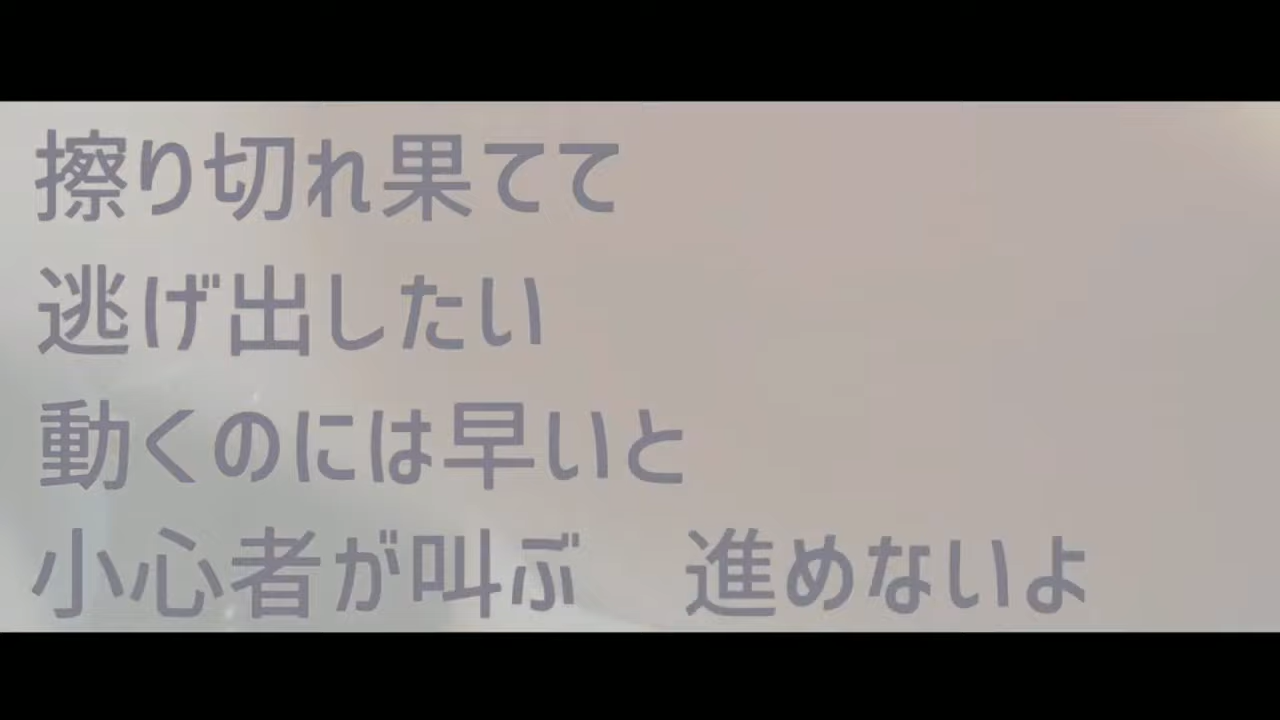 擦り切れ果てて
逃げ出したい
動くのには早いと
小心者が叫ぶ　進めないよ